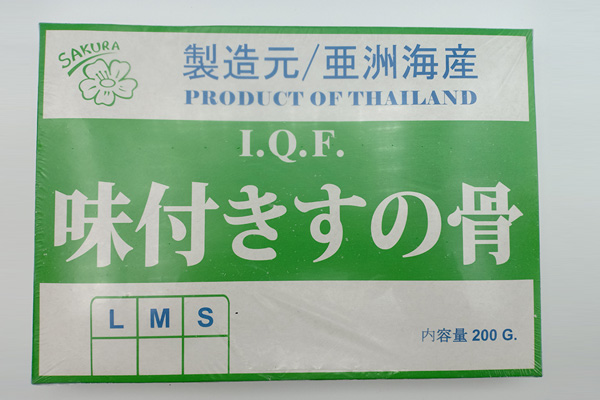 SAKURA
製造元/亜洲海産
PRODUCT OF THAILAND
I.Q.F.
味付きすの骨
L M S
内容量 200 G.